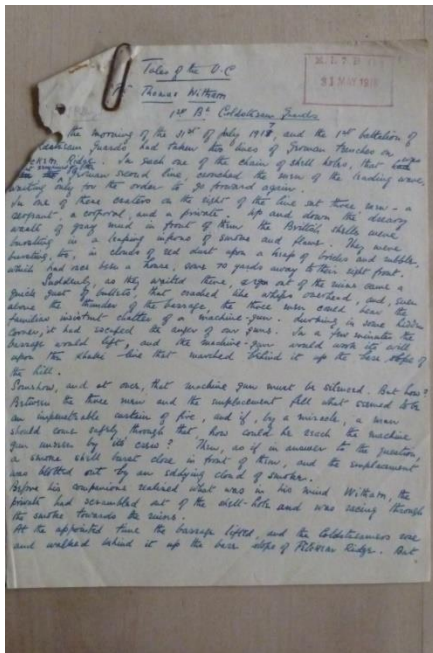 Tales of the V.C
Thomas Witham
1st Bn Coldstream Guards
M.L.T.B
31 MAY 1918
the morning of the 31st of July 1917, and the 1st battalion of
Coldstream Guards had taken two lines of German trenches on
Ridge. In each one of the chain of shell holes, that was
German second line, crouched the men of the leading wave,
waiting only for the order to go forward again.
In one of these craters on the right of the line sat three men - a
sergeant, a corporal, and a private. Up and down the dreary
waste of grey mud in front of them the British shells were
bursting in a leaping inferno of smoke and flame. They were
bursting, too, in clouds of red dust upon a heap of bricks and rubble
which had once been a house, some 70 yards away to their right front.
Suddenly, as they waited there, out of the ruins came a
quick gust of bullets, that cracked like whips overhead, and, even
above the thunder of the barrage, the three men could hear the
familiar insistent chatter of a machine-gun. Lurking in some hidden
corner, it had escaped the anger of our guns. In a few minutes the
barrage would lift, and the machine-gun would work its will
upon the khaki line that marched behind it up the bare slope of
the hill.
Somehow, and at once, that machine gun must be silenced. But how?
Between the three men and the emplacement fell what seemed to be
an impenetrable curtain of fire, and if, by a miracle, a man
should come safely through that, how could he reach the machine
gun unseen by its crew? Then, as if in answer to the question,
a smoke shell burst close in front of them, and the emplacement
was blotted out by an eddying cloud of smoke.
Before his companions realised what was in his mind Witham, the
private had scrambled out of the shell-hole and was racing through
the smoke towards the ruins.
At the appointed time the barrage lifted, and the Coldstreamers rose
and walked behind it up the bare slope of Pilckem Ridge. But